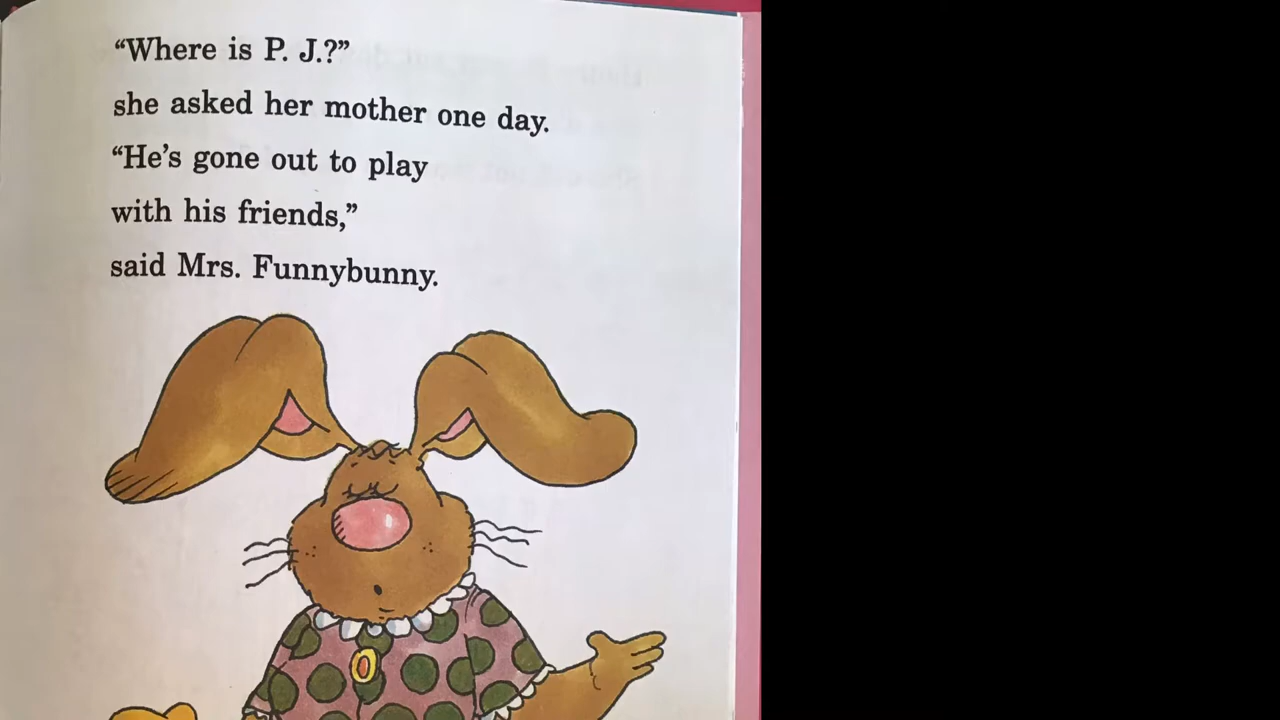 “Where is P. J.?”
she asked her mother one day.
“He’s gone out to play
with his friends,”
said Mrs. Funnybunny.